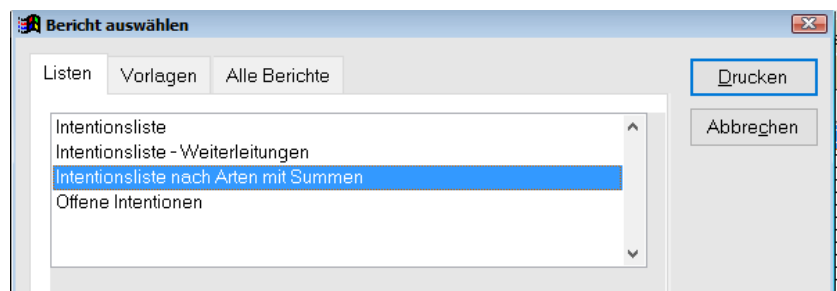 Bericht auswählen
Listen Vorlagen Alle Berichte
Drucken
Intentionsliste
Abbrechen
Intentionsliste - Weiterleitungen
Intentionsliste nach Arten mit Summen
Offene Intentionen